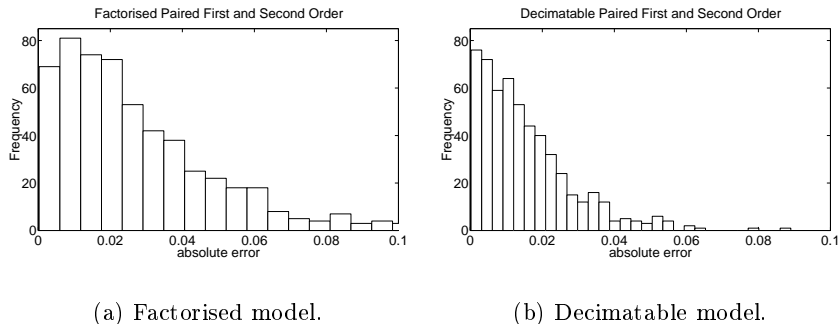 Factorised Paired First and Second Order
80
60
40
20
0
Frequency
0 0.02 0.04 0.06 0.08 0.1
absolute error
(a) Factorised model.
Decimatable Paired First and Second Order
80
60
40
20
0
Frequency
0 0.02 0.04 0.06 0.08 0.1
absolute error
(b) Decimatable model.